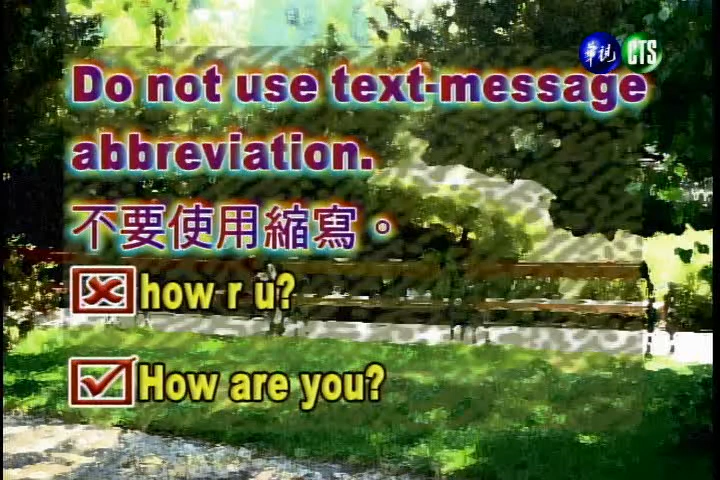 華視 CTS
Do not use text-message
abbreviation.
不要使用縮寫。
how r u?
How are you?